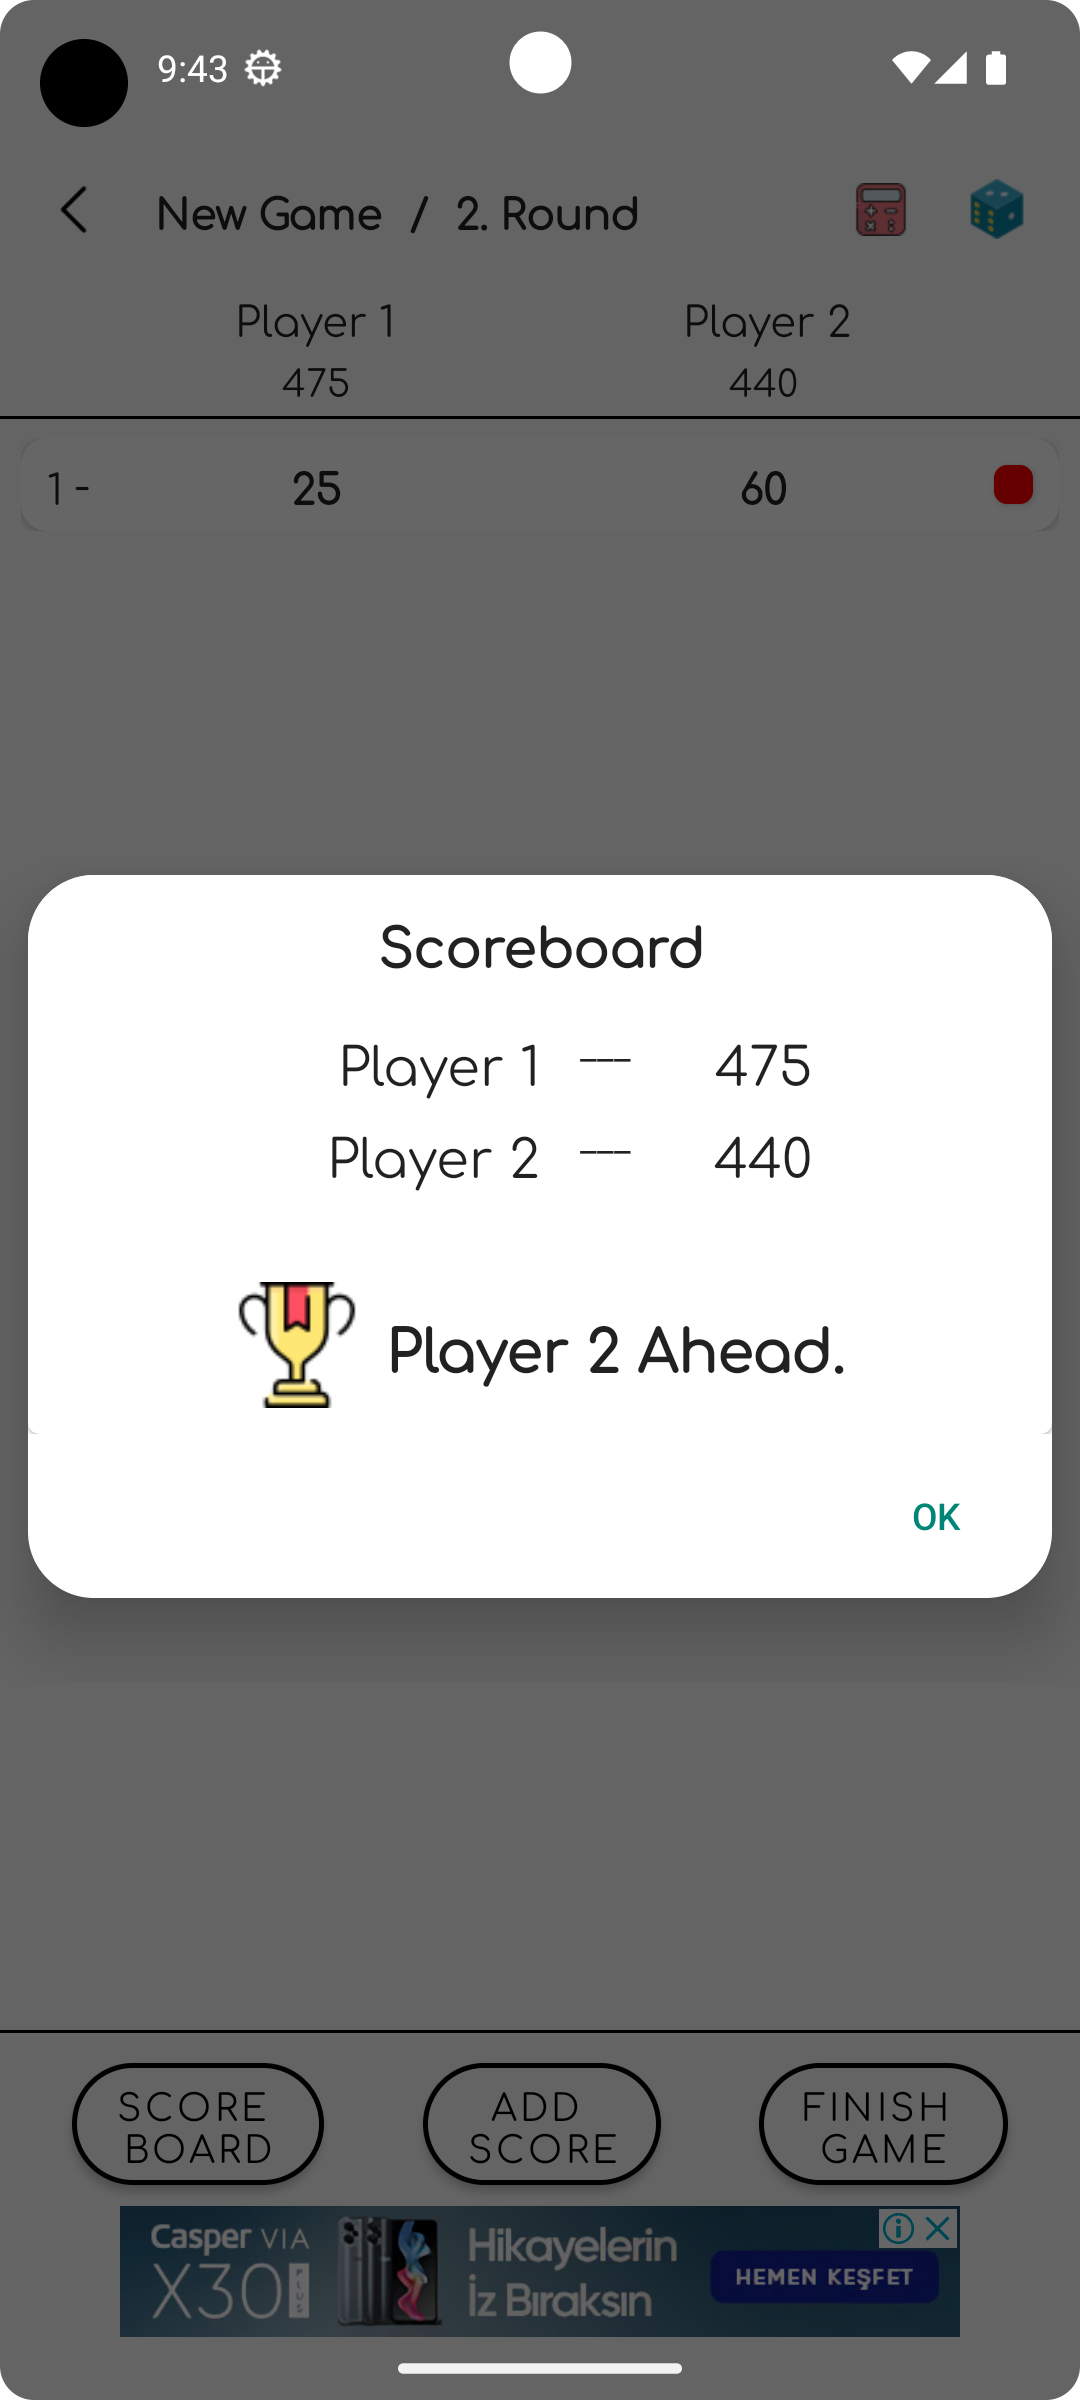 9:43
New Game / 2. Round
Player 1 Player 2
475 440
1 - 25 60
Scoreboard
Player 1 --- 475
Player 2 --- 440
Player 2 Ahead.
OK
SCORE BOARD
ADD SCORE
FINISH GAME
Casper VIA
X30 PLUS
Hikayelerin
İz Bıraksın
HEMEN KEŞFET